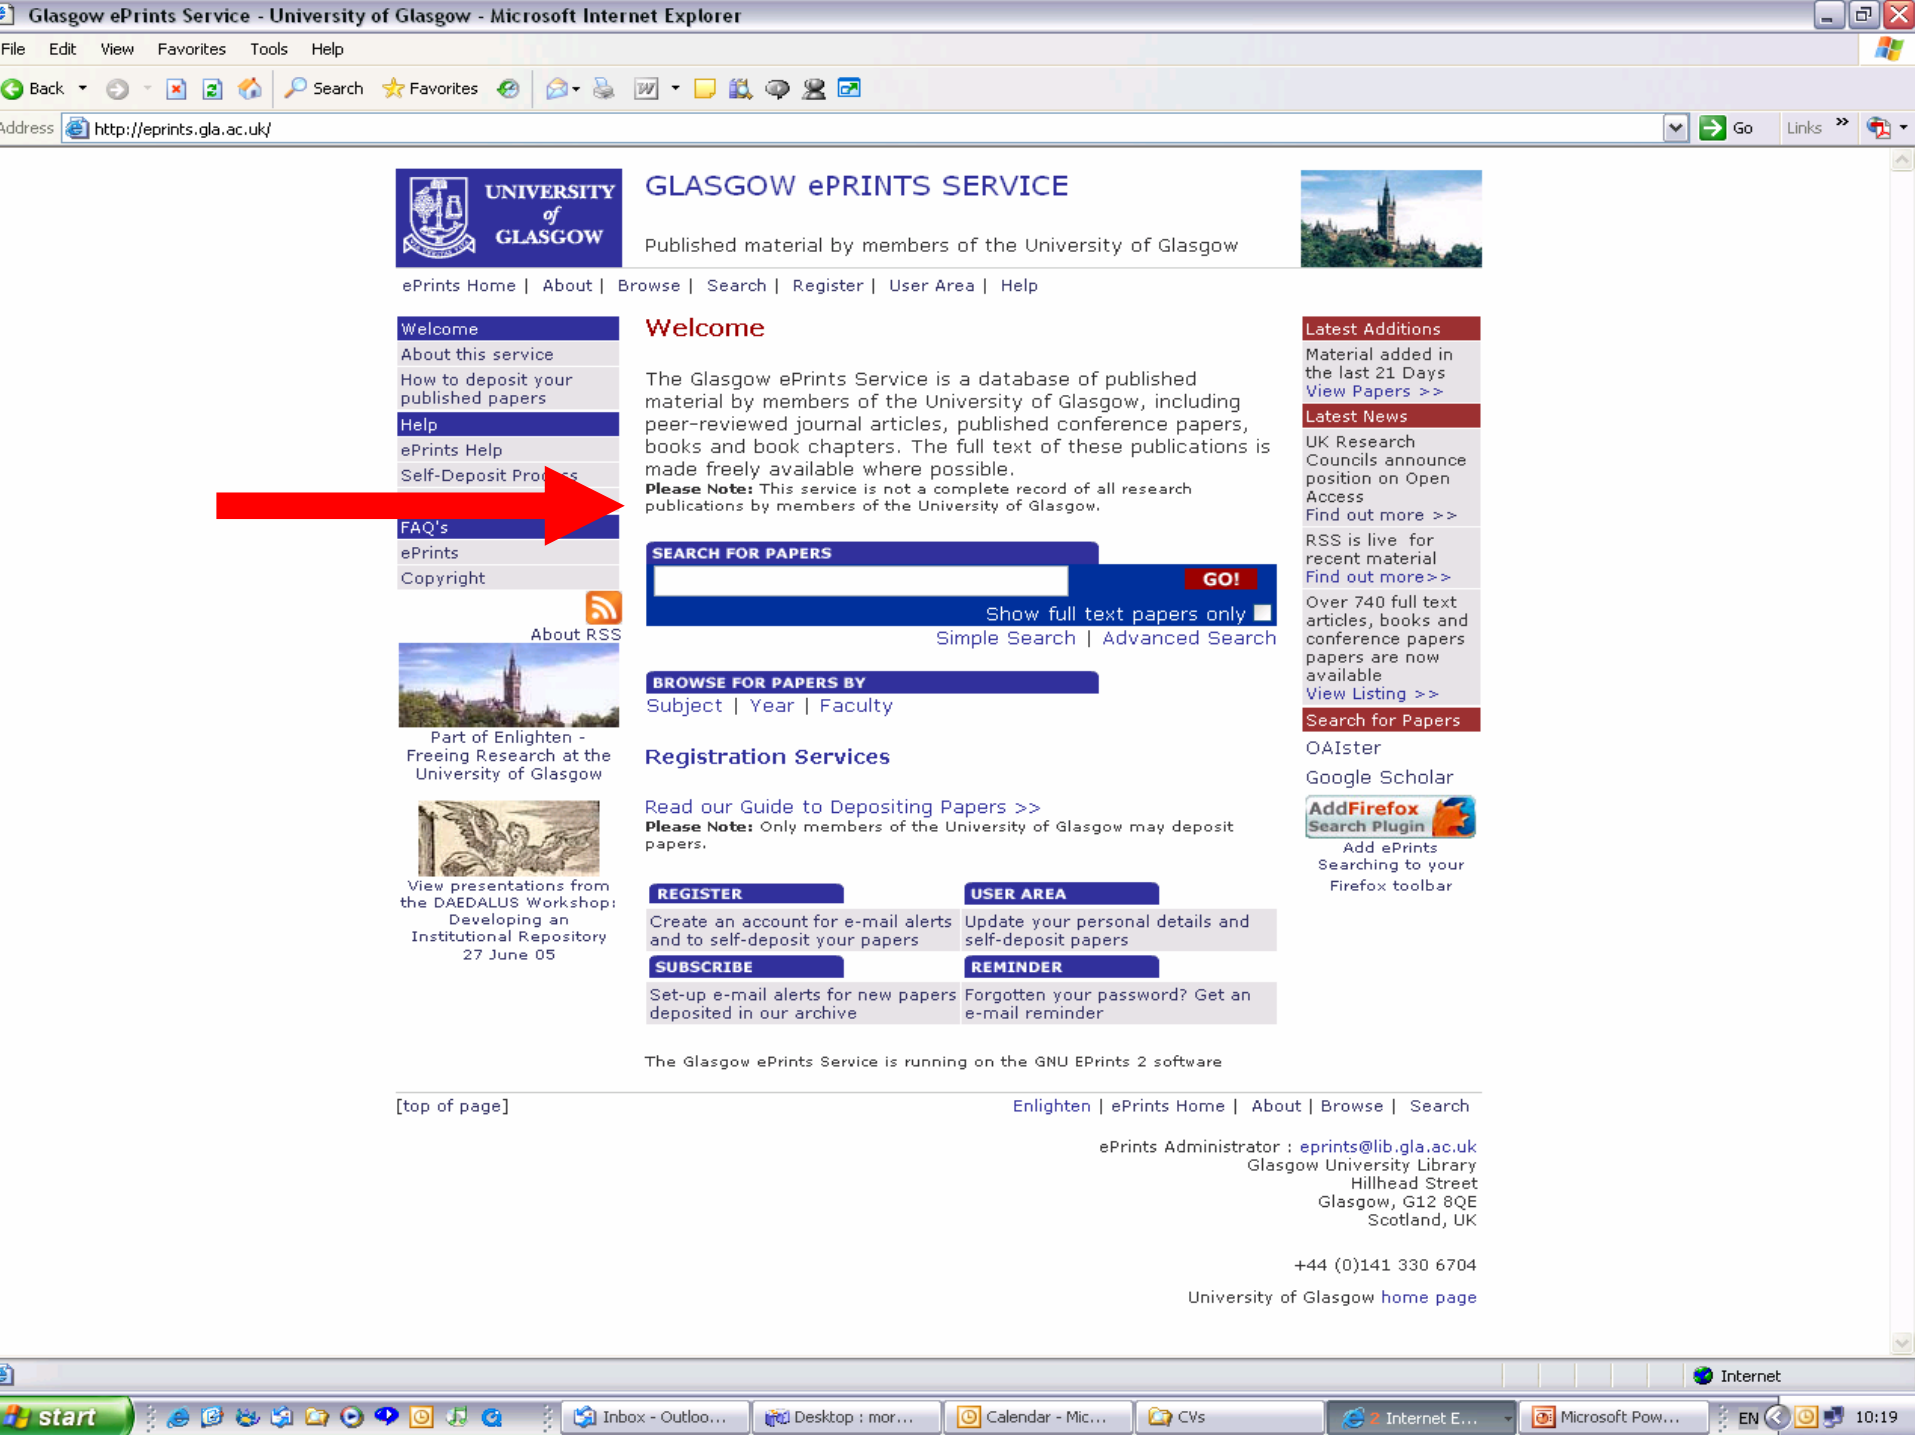 Glasgow ePrints Service - University of Glasgow - Microsoft Internet Explorer
File Edit View Favorites Tools Help
Back Search Favorites
Address http://eprints.gla.ac.uk/ Go Links »
UNIVERSITY
of
GLASGOW
GLASGOW ePRINTS SERVICE
Published material by members of the University of Glasgow
ePrints Home | About | Browse | Search | Register | User Area | Help
Welcome
About this service
How to deposit your
published papers
Help
ePrints Help
Self-Deposit Process
FAQ's
ePrints
Copyright
About RSS
Part of Enlighten -
Freeing Research at the
University of Glasgow
View presentations from
the DAEDALUS Workshop:
Developing an
Institutional Repository
27 June 05
Welcome
The Glasgow ePrints Service is a database of published
material by members of the University of Glasgow, including
peer-reviewed journal articles, published conference papers,
books and book chapters. The full text of these publications is
made freely available where possible.
Please Note: This service is not a complete record of all research
publications by members of the University of Glasgow.
SEARCH FOR PAPERS
GO!
Show full text papers only
Simple Search | Advanced Search
BROWSE FOR PAPERS BY
Subject | Year | Faculty
Registration Services
Read our Guide to Depositing Papers >>
Please Note: Only members of the University of Glasgow may deposit
papers.
REGISTER
Create an account for e-mail alerts
and to self-deposit your papers
USER AREA
Update your personal details and
self-deposit papers
SUBSCRIBE
Set-up e-mail alerts for new papers
deposited in our archive
REMINDER
Forgotten your password? Get an
e-mail reminder
The Glasgow ePrints Service is running on the GNU EPrints 2 software
Latest Additions
Material added in
the last 21 Days
View Papers >>
Latest News
UK Research
Councils announce
position on Open
Access
Find out more >>
RSS is live for
recent material
Find out more>>
Over 740 full text
articles, books and
conference papers
papers are now
available
View Listing >>
Search for Papers
OAIster
Google Scholar
AddFirefox
Search Plugin
Add ePrints
Searching to your
Firefox toolbar
[top of page]
Enlighten | ePrints Home | About | Browse | Search
ePrints Administrator : eprints@lib.gla.ac.uk
Glasgow University Library
Hillhead Street
Glasgow, G12 8QE
Scotland, UK
+44 (0)141 330 6704
University of Glasgow home page
Internet
start Inbox - Outloo... Desktop : mor... Calendar - Mic... CVs 2 Internet E... Microsoft Pow... EN 10:19